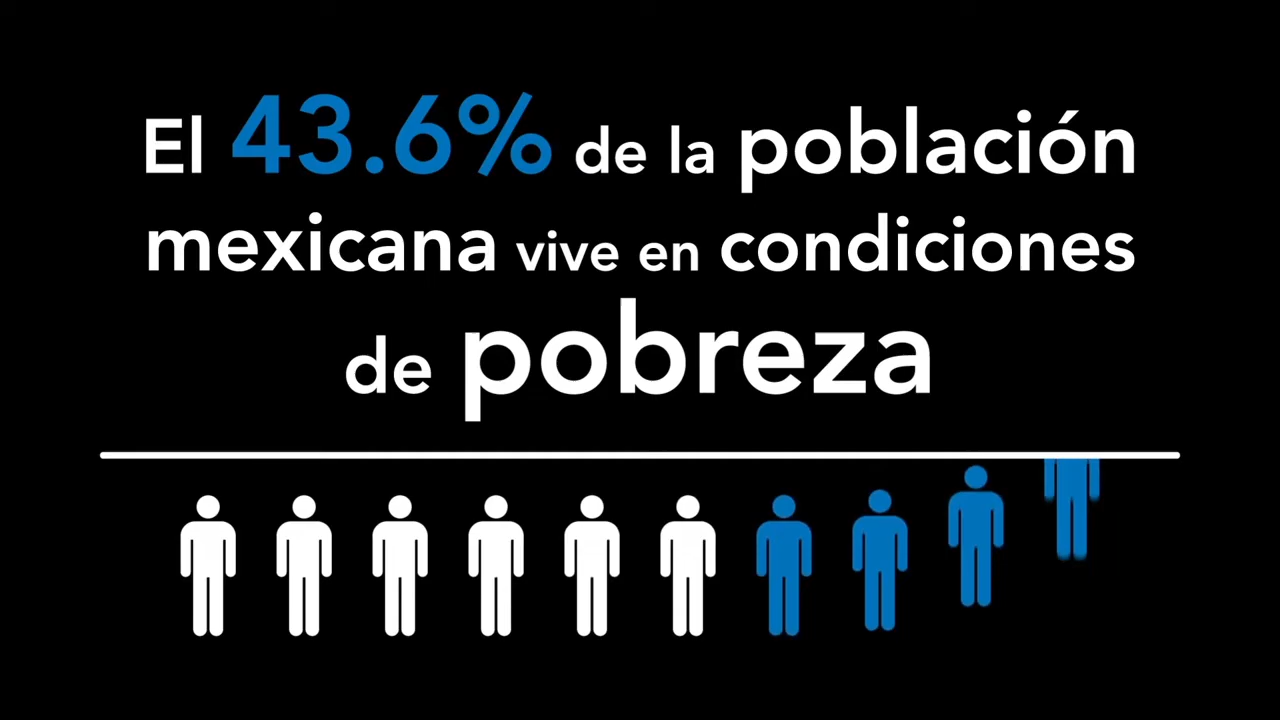 El 43.6% de la población
mexicana vive en condiciones
de pobreza